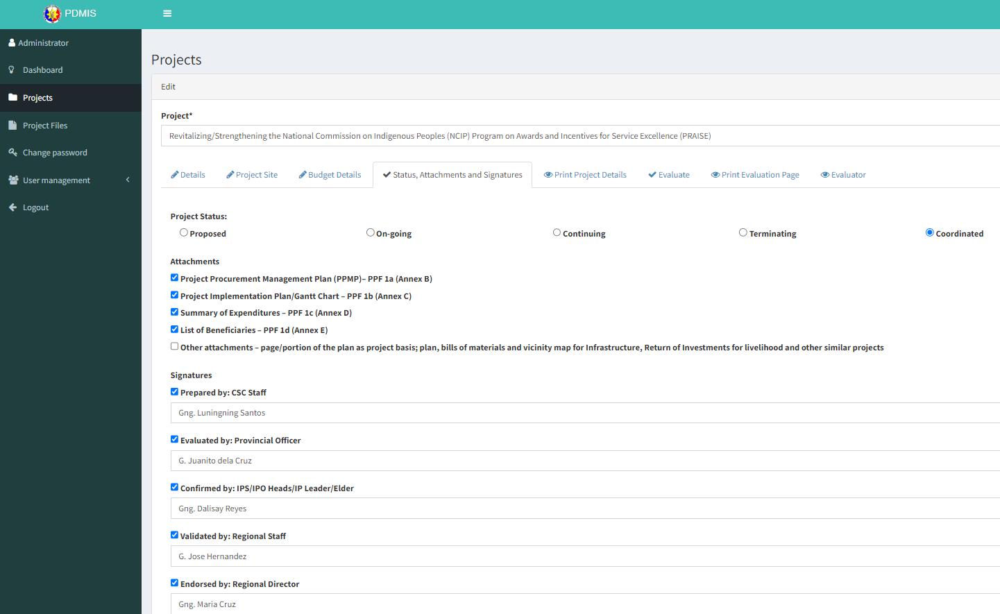 PDMIS
Administrator
Dashboard
Projects
Project Files
Change password
User management
Logout
Projects
Edit
Project*
Revitalizing/Strengthening the National Commission on Indigenous Peoples (NCIP) Program on Awards and Incentives for Service Excellence (PRAISE)
Details Project Site Budget Details Status, Attachments and Signatures Print Project Details Evaluate Print Evaluation Page Evaluator
Project Status:
Proposed On-going Continuing Terminating Coordinated
Attachments
Project Procurement Management Plan (PPMP)– PPF 1a (Annex B)
Project Implementation Plan/Gantt Chart – PPF 1b (Annex C)
Summary of Expenditures – PPF 1c (Annex D)
List of Beneficiaries – PPF 1d (Annex E)
Other attachments – page/portion of the plan as project basis; plan, bills of materials and vicinity map for Infrastructure, Return of Investments for livelihood and other similar projects
Signatures
Prepared by: CSC Staff
Gng. Luningning Santos
Evaluated by: Provincial Officer
G. Juanito dela Cruz
Confirmed by: IPS/IPO Heads/IP Leader/Elder
Gng. Dalisay Reyes
Validated by: Regional Staff
G. Jose Hernandez
Endorsed by: Regional Director
Gng. Maria Cruz